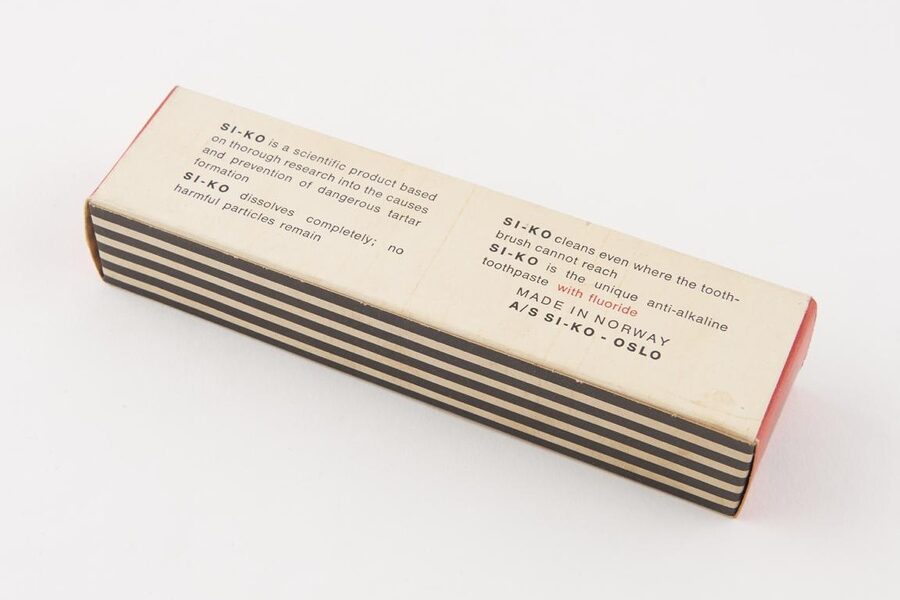 SI-KO is a scientific product based
on thorough research into the causes
and prevention of dangerous tartar
formation
SI-KO dissolves completely; no
harmful particles remain
SI-KO cleans even where the tooth-
brush cannot reach
SI-KO is the unique anti-alkaline
toothpaste with fluoride
MADE IN NORWAY
A/S SI-KO - OSLO